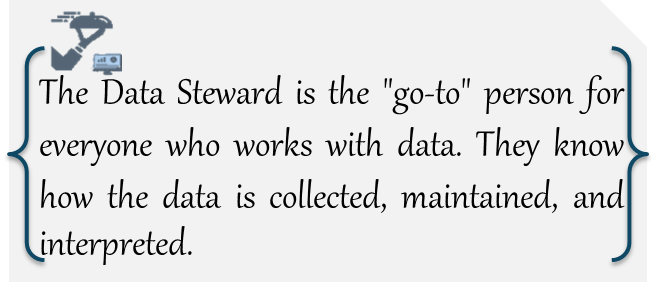 The Data Steward is the "go-to" person for
everyone who works with data. They know
how the data is collected, maintained, and
interpreted.